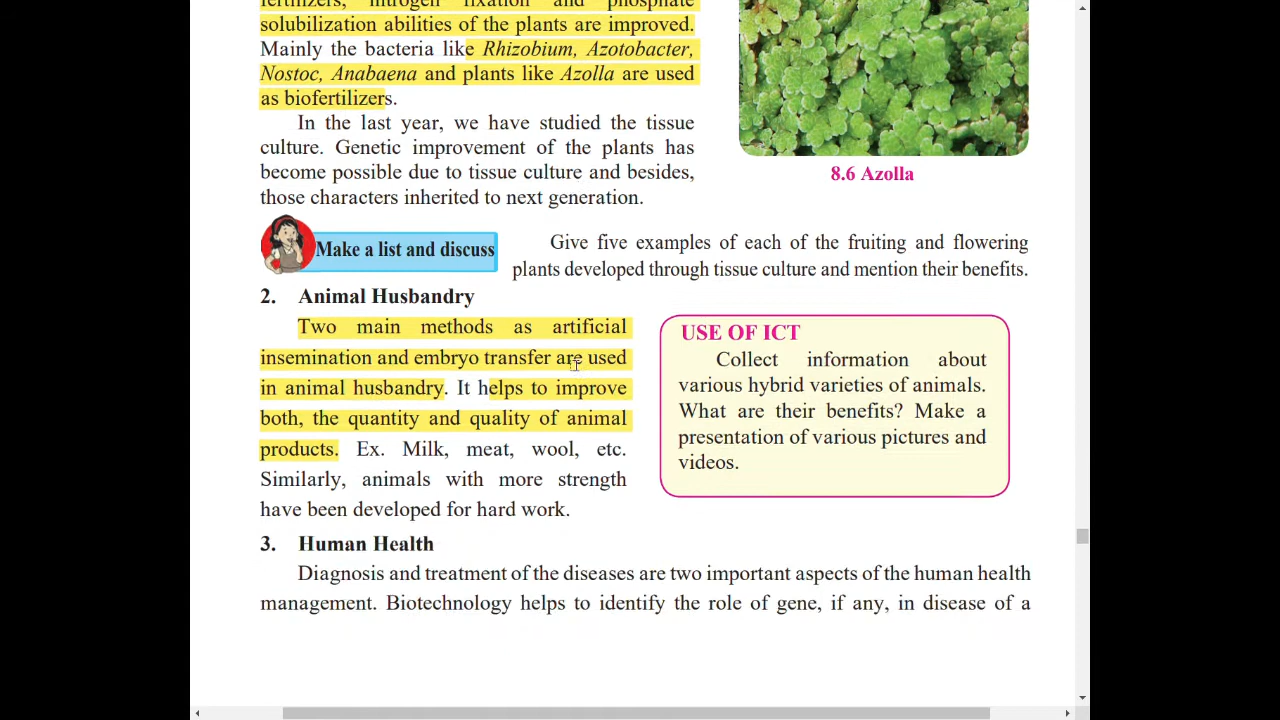 fertilizers, nitrogen fixation and phosphate
solubilization abilities of the plants are improved.
Mainly the bacteria like Rhizobium, Azotobacter,
Nostoc, Anabaena and plants like Azolla are used
as biofertilizers.
In the last year, we have studied the tissue
culture. Genetic improvement of the plants has
become possible due to tissue culture and besides,
those characters inherited to next generation.
8.6 Azolla
Make a list and discuss
Give five examples of each of the fruiting and flowering
plants developed through tissue culture and mention their benefits.
2. Animal Husbandry
Two main methods as artificial
insemination and embryo transfer are used
in animal husbandry. It helps to improve
both, the quantity and quality of animal
products. Ex. Milk, meat, wool, etc.
Similarly, animals with more strength
have been developed for hard work.
USE OF ICT
Collect information about
various hybrid varieties of animals.
What are their benefits? Make a
presentation of various pictures and
videos.
3. Human Health
Diagnosis and treatment of the diseases are two important aspects of the human health
management. Biotechnology helps to identify the role of gene, if any, in disease of a